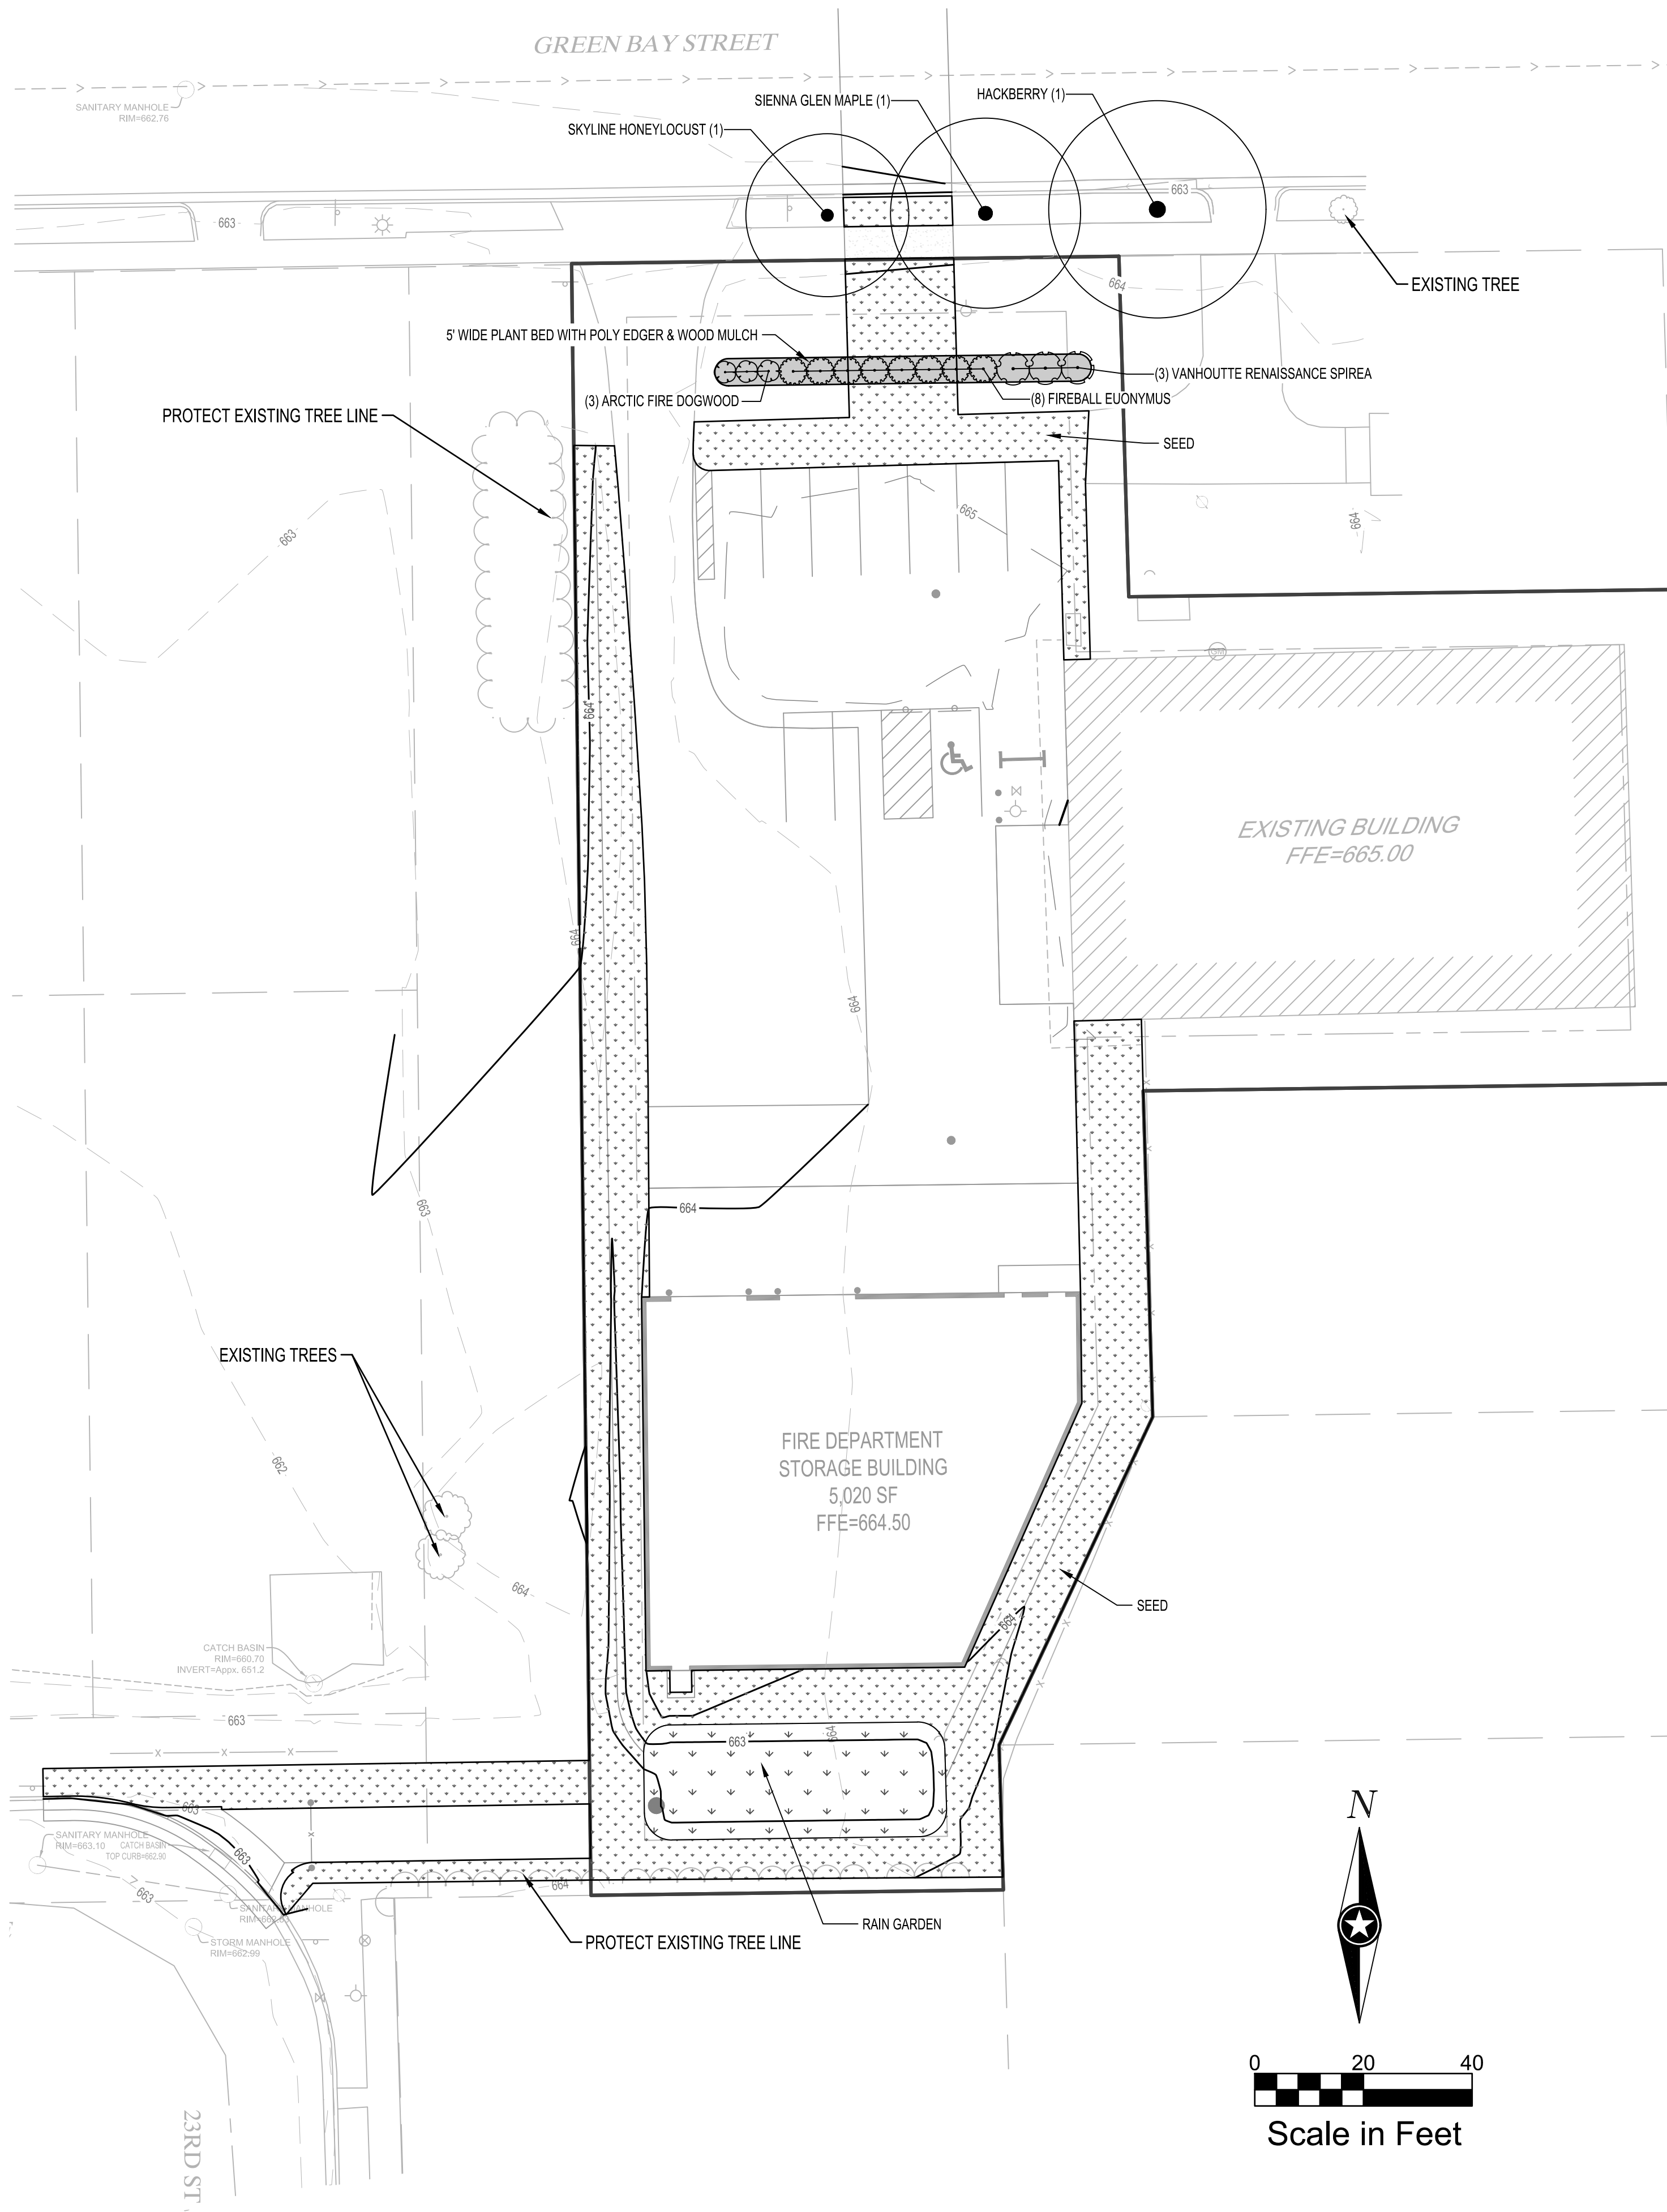 GREEN BAY STREET
SANITARY MANHOLE
RIM=662.76
SIENNA GLEN MAPLE (1)
HACKBERRY (1)
SKYLINE HONEYLOCUST (1)
663
663
EXISTING TREE
664
5' WIDE PLANT BED WITH POLY EDGER & WOOD MULCH
(3) VANHOUTTE RENAISSANCE SPIREA
(3) ARCTIC FIRE DOGWOOD
(8) FIREBALL EUONYMUS
PROTECT EXISTING TREE LINE
SEED
665
664
663
664
EXISTING BUILDING
FFE=665.00
664
664
663
664
EXISTING TREES
FIRE DEPARTMENT
STORAGE BUILDING
5,020 SF
FFE=664.50
662
664
SEED
664
CATCH BASIN
RIM=660.70
INVERT=Appx. 651.2
663
663
664
663
SANITARY MANHOLE
RIM=663.10
CATCH BASIN
TOP CURB=662.90
663
663
664
SANITARY MANHOLE
STORM MANHOLE
RIM=662.99
RAIN GARDEN
PROTECT EXISTING TREE LINE
N
0 20 40
Scale in Feet
23RD ST